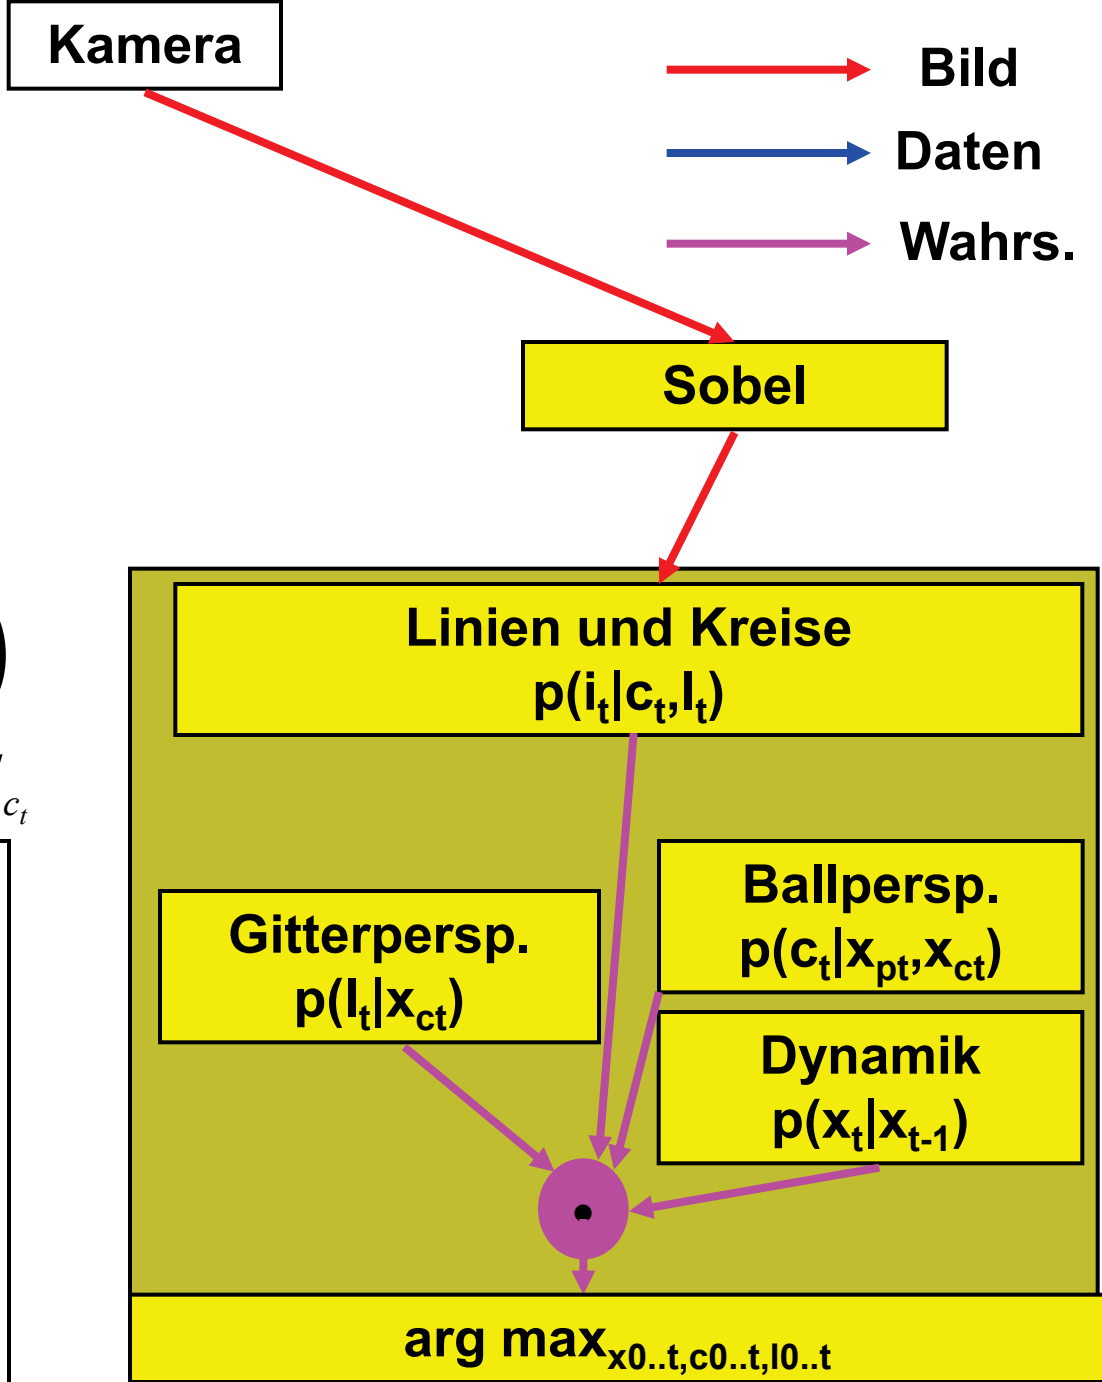 Kamera
Bild
Daten
Wahrs.
Sobel
Linien und Kreise
p(i_t|c_t,l_t)
c_t
Ballpersp.
p(c_t|x_pt,x_ct)
Gitterpersp.
p(l_t|x_ct)
Dynamik
p(x_t|x_t-1)
arg max_x0..t,c0..t,l0..t